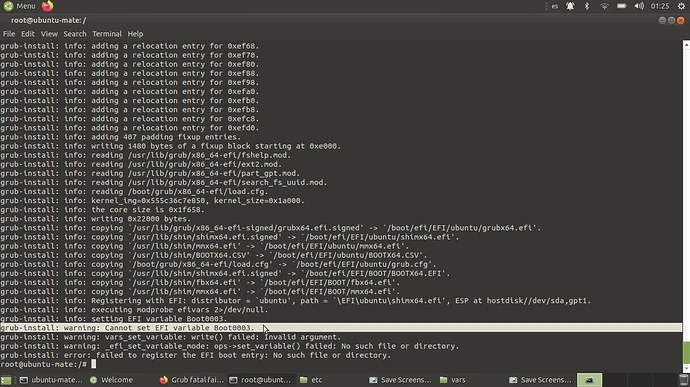 Menu
es
01:25
root@ubuntu-mate: /
File Edit View Search Terminal Help
grub-install: info: adding a relocation entry for 0xef68.
grub-install: info: adding a relocation entry for 0xef70.
grub-install: info: adding a relocation entry for 0xef80.
grub-install: info: adding a relocation entry for 0xef88.
grub-install: info: adding a relocation entry for 0xef98.
grub-install: info: adding a relocation entry for 0xefa0.
grub-install: info: adding a relocation entry for 0xefb0.
grub-install: info: adding a relocation entry for 0xefb8.
grub-install: info: adding a relocation entry for 0xefc8.
grub-install: info: adding a relocation entry for 0xefd0.
grub-install: info: adding 407 padding fixup entries.
grub-install: info: writing 1480 bytes of a fixup block starting at 0xe000.
grub-install: info: reading /usr/lib/grub/x86_64-efi/fshelp.mod.
grub-install: info: reading /usr/lib/grub/x86_64-efi/ext2.mod.
grub-install: info: reading /usr/lib/grub/x86_64-efi/part_gpt.mod.
grub-install: info: reading /usr/lib/grub/x86_64-efi/search_fs_uuid.mod.
grub-install: info: reading /boot/grub/x86_64-efi/load.cfg.
grub-install: info: kernel_img=0x555c36c7e850, kernel_size=0x1a000.
grub-install: info: the core size is 0x1f658.
grub-install: info: writing 0x22000 bytes.
grub-install: info: copying `/usr/lib/grub/x86_64-efi-signed/grubx64.efi.signed' -> `/boot/efi/EFI/ubuntu/grubx64.efi'.
grub-install: info: copying `/usr/lib/shim/shimx64.efi.signed' -> `/boot/efi/EFI/ubuntu/shimx64.efi'.
grub-install: info: copying `/usr/lib/shim/mmx64.efi' -> `/boot/efi/EFI/ubuntu/mmx64.efi'.
grub-install: info: copying `/usr/lib/shim/BOOTX64.CSV' -> `/boot/efi/EFI/ubuntu/BOOTX64.CSV'.
grub-install: info: copying `/boot/grub/x86_64-efi/load.cfg' -> `/boot/efi/EFI/ubuntu/grub.cfg'.
grub-install: info: copying `/usr/lib/shim/shimx64.efi.signed' -> `/boot/efi/EFI/BOOT/BOOTX64.EFI'.
grub-install: info: copying `/usr/lib/shim/fbx64.efi' -> `/boot/efi/EFI/BOOT/fbx64.efi'.
grub-install: info: copying `/usr/lib/shim/mmx64.efi' -> `/boot/efi/EFI/BOOT/mmx64.efi'.
grub-install: info: Registering with EFI: distributor = `ubuntu', path = `\EFI\ubuntu\shimx64.efi', ESP at hostdisk//dev/sda,gpt1.
grub-install: info: executing modprobe efivars 2>/dev/null.
grub-install: info: setting EFI variable Boot0003.
grub-install: warning: Cannot set EFI variable Boot0003.
grub-install: warning: vars_set_variable: write() failed: Invalid argument.
grub-install: warning: _efi_set_variable_mode: ops->set_variable() failed: No such file or directory.
grub-install: error: failed to register the EFI boot entry: No such file or directory.
root@ubuntu-mate:/#
ubuntu-mate...
Welcome
Grub fatal fai...
root@ubuntu...
etc
Save Screens...
vars
Save Screens...